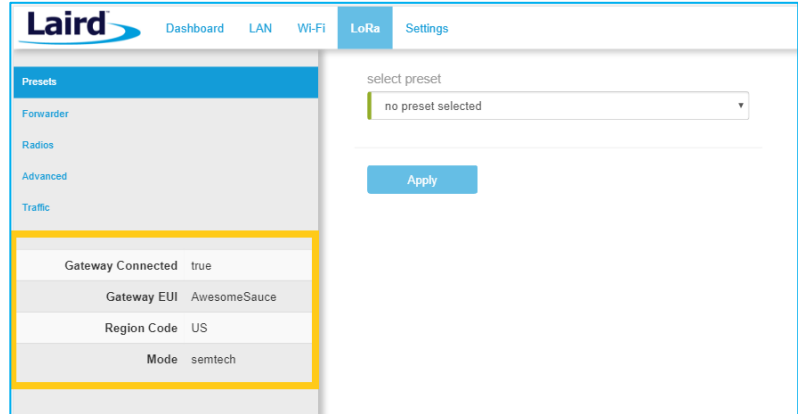 Laird
Dashboard LAN Wi-Fi LoRa Settings
Presets
Forwarder
Radios
Advanced
Traffic
Gateway Connected true
Gateway EUI AwesomeSauce
Region Code US
Mode semtech
select preset
no preset selected
Apply